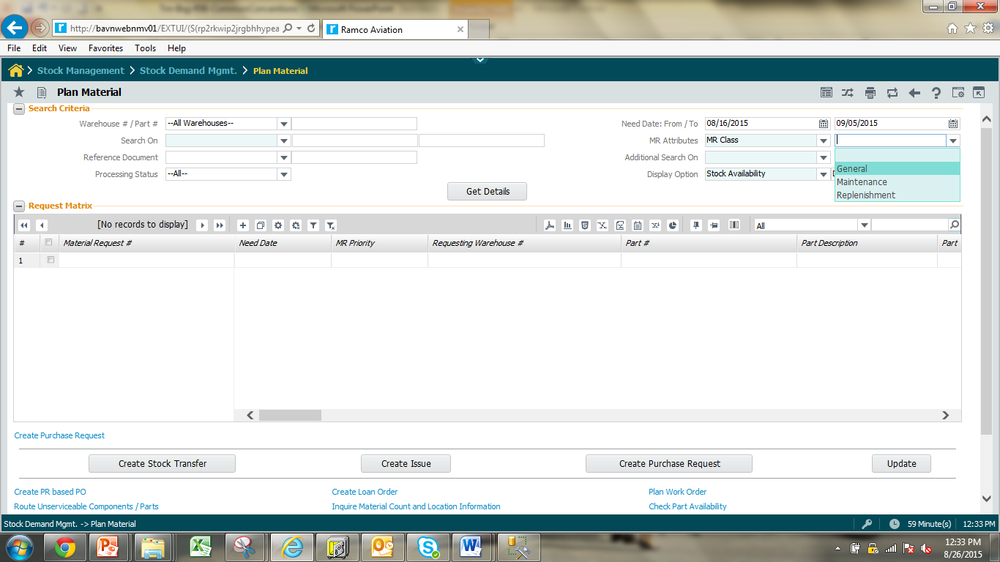 http://bavnwebnmv01/EXTUI/(S(rp2rkwip2jrgbhhypea
Ramco Aviation
File Edit View Favorites Tools Help
Stock Management > Stock Demand Mgmt. > Plan Material
Plan Material
Search Criteria
Warehouse # / Part # --All Warehouses-- Need Date: From / To 08/16/2015 09/05/2015
Search On MR Attributes MR Class
Reference Document Additional Search On
Processing Status --All-- Display Option Stock Availability
General
Maintenance
Replenishment
Get Details
Request Matrix
[No records to display] All
# Material Request # Need Date MR Priority Requesting Warehouse # Part # Part Description Part
1
Create Purchase Request
Create Stock Transfer Create Issue Create Purchase Request Update
Create PR based PO Create Loan Order Plan Work Order
Route Unserviceable Components / Parts Inquire Material Count and Location Information Check Part Availability
Stock Demand Mgmt. -> Plan Material 59 Minute(s) 12:33 PM
12:33 PM
8/26/2015